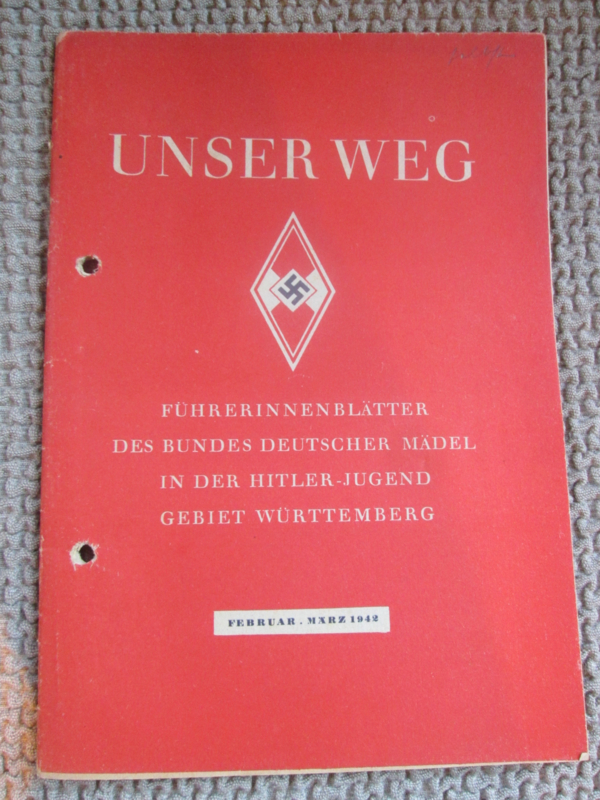 UNSER WEG
FÜHRERINNENBLÄTTER
DES BUNDES DEUTSCHER MÄDEL
IN DER HITLER-JUGEND
GEBIET WÜRTTEMBERG
FEBRUAR . MÄRZ 1942